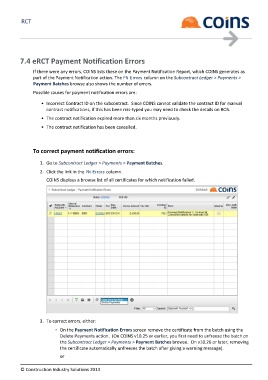 RCT
COINS
7.4 eRCT Payment Notification Errors
If there were any errors, COINS lists these on the Payment Notification Report, which COINS generates as
part of the Payment Notification action. The PN Errors column on the Subcontract Ledger > Payments >
Payment Batches browse also shows the number of errors.
Possible causes for payment notification errors are:
• Incorrect Contract ID on the subcontract. Since COINS cannot validate the contract ID for manual
contract notifications, if this has been mis-typed you may need to check the details on ROS.
• The contract notification expired more than six months previously.
• The contract notification has been cancelled.
To correct payment notification errors:
1. Go to Subcontract Ledger > Payments > Payment Batches.
2. Click the link in the PN Errors column.
COINS displays a browse list of all certificates for which notification failed.
COINS
3. To correct errors, either:
◦ On the Payment Notification Errors screen remove the certificate from the batch using the
Delete Payments action. (On COINS v10.25 or earlier, you first need to unfreeze the batch on
the Subcontract Ledger > Payments > Payment Batches browse. On v10.26 or later, removing
the certificate automatically unfreezes the batch after giving a warning message).
or
© Construction Industry Solutions 2013